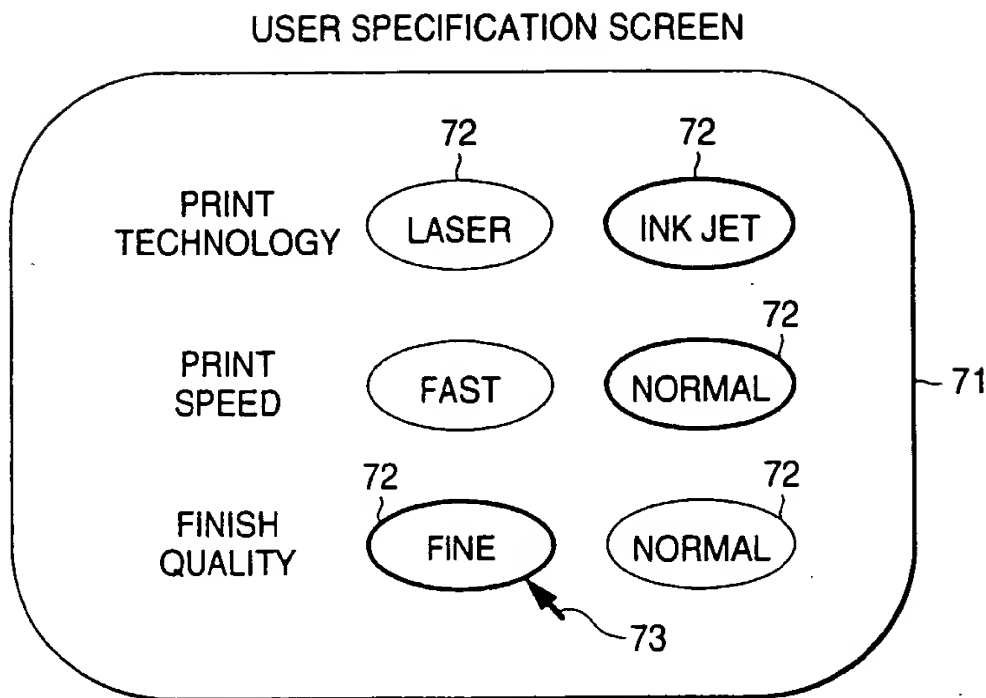 USER SPECIFICATION SCREEN
72 72
PRINT
TECHNOLOGY
LASER INK JET
72
PRINT
SPEED
FAST NORMAL
71
72 72
FINISH
QUALITY
FINE NORMAL
73